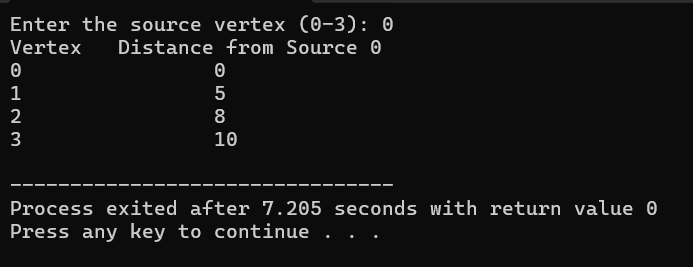 Enter the source vertex (0-3): 0
Vertex   Distance from Source 0
0                0
1                5
2                8
3                10
--------------------------------
Process exited after 7.205 seconds with return value 0
Press any key to continue . . .